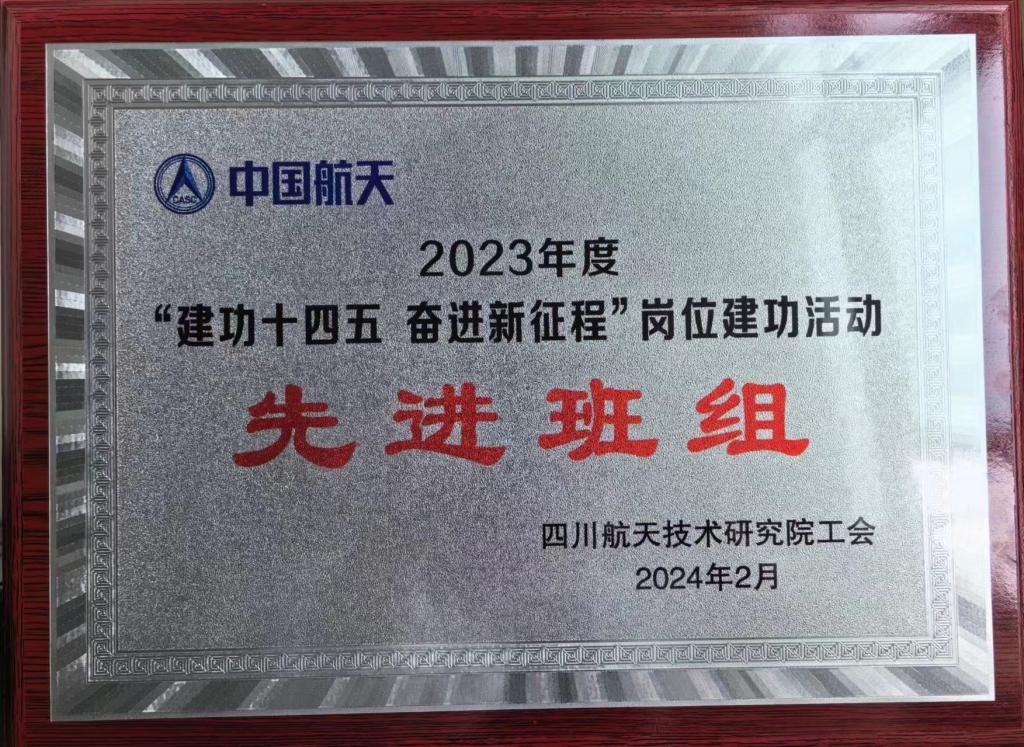 CASC 中国航天
2023年度
“建功十四五 奋进新征程”岗位建功活动
先进班组
四川航天技术研究院工会
2024年2月